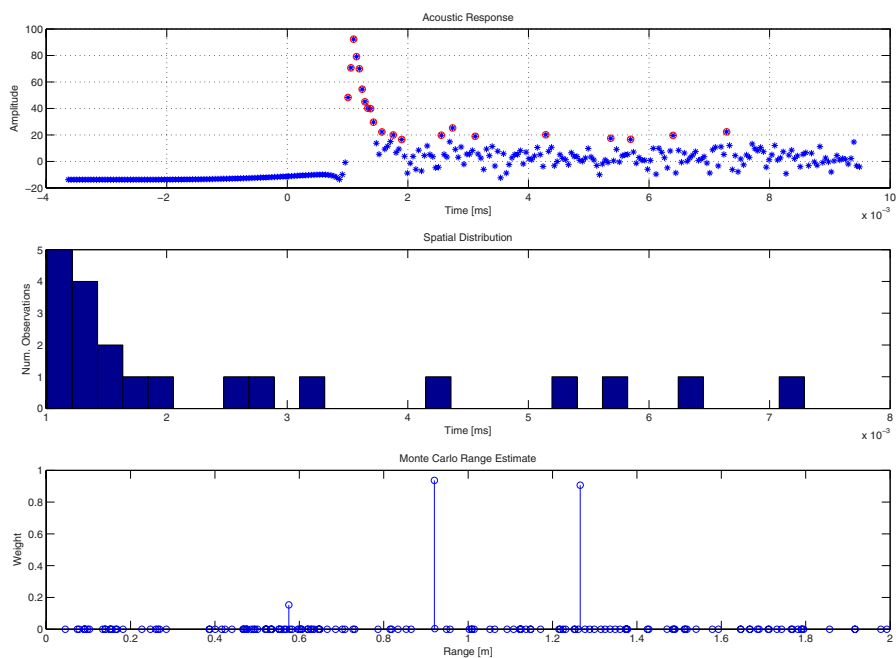 Acoustic Response
100
80
60
40
20
0
−20
Amplitude
−4 −2 0 2 4 6 8 10
Time [ms]
x 10⁻³
Spatial Distribution
5
4
3
2
1
0
Num. Observations
1 2 3 4 5 6 7 8
Time [ms]
x 10⁻³
Monte Carlo Range Estimate
1
0.8
0.6
0.4
0.2
0
Weight
0 0.2 0.4 0.6 0.8 1 1.2 1.4 1.6 1.8 2
Range [m]